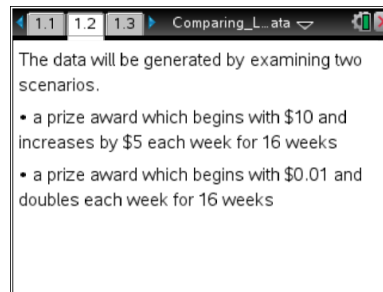 1.1 1.2 1.3 Comparing_L...ata
The data will be generated by examining two
scenarios.
• a prize award which begins with $10 and
increases by $5 each week for 16 weeks
• a prize award which begins with $0.01 and
doubles each week for 16 weeks